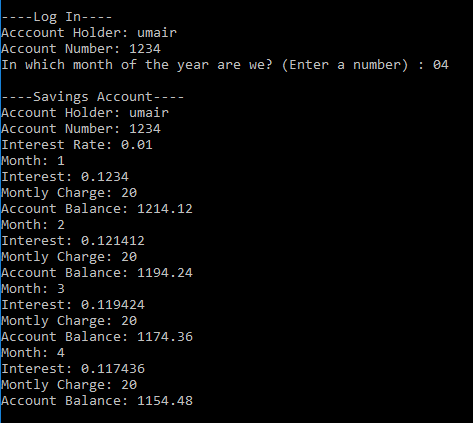 ----Log In----
Acccount Holder: umair
Account Number: 1234
In which month of the year are we? (Enter a number) : 04
----Savings Account----
Account Holder: umair
Account Number: 1234
Interest Rate: 0.01
Month: 1
Interest: 0.1234
Montly Charge: 20
Account Balance: 1214.12
Month: 2
Interest: 0.121412
Montly Charge: 20
Account Balance: 1194.24
Month: 3
Interest: 0.119424
Montly Charge: 20
Account Balance: 1174.36
Month: 4
Interest: 0.117436
Montly Charge: 20
Account Balance: 1154.48